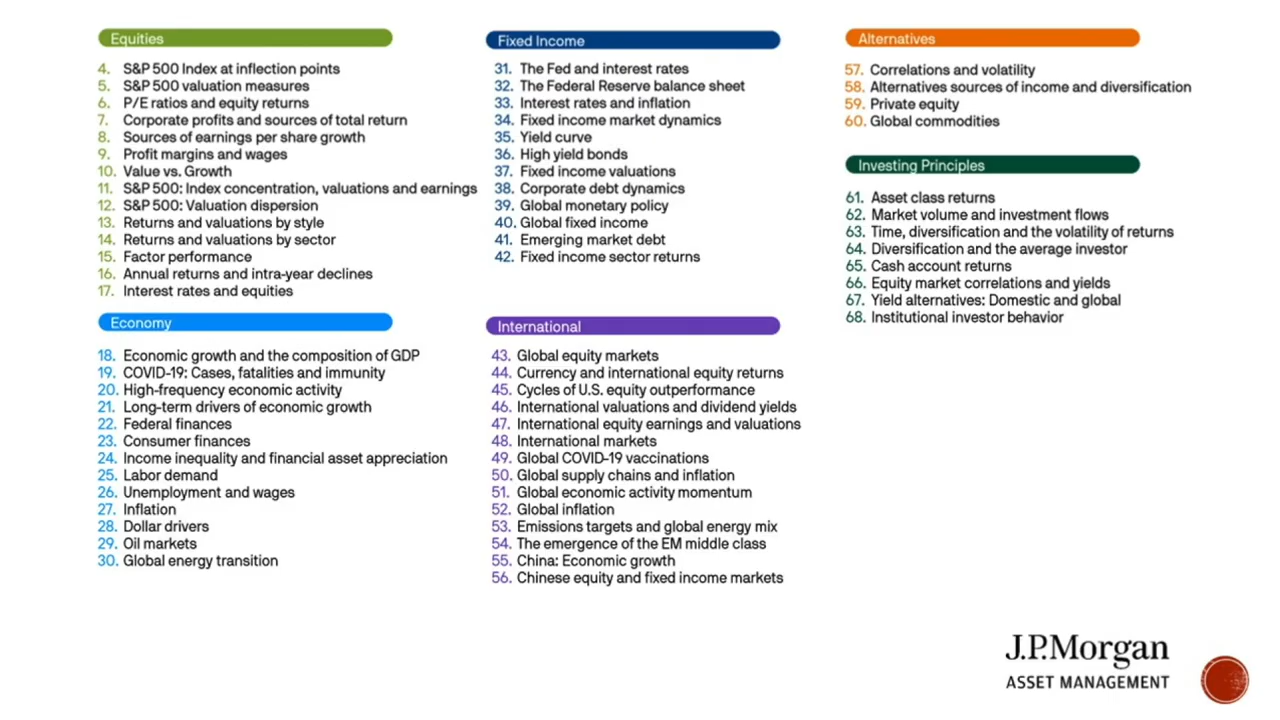 Equities
4. S&P 500 Index at inflection points
5. S&P 500 valuation measures
6. P/E ratios and equity returns
7. Corporate profits and sources of total return
8. Sources of earnings per share growth
9. Profit margins and wages
10. Value vs. Growth
11. S&P 500: Index concentration, valuations and earnings
12. S&P 500: Valuation dispersion
13. Returns and valuations by style
14. Returns and valuations by sector
15. Factor performance
16. Annual returns and intra-year declines
17. Interest rates and equities
Economy
18. Economic growth and the composition of GDP
19. COVID-19: Cases, fatalities and immunity
20. High-frequency economic activity
21. Long-term drivers of economic growth
22. Federal finances
23. Consumer finances
24. Income inequality and financial asset appreciation
25. Labor demand
26. Unemployment and wages
27. Inflation
28. Dollar drivers
29. Oil markets
30. Global energy transition
Fixed Income
31. The Fed and interest rates
32. The Federal Reserve balance sheet
33. Interest rates and inflation
34. Fixed income market dynamics
35. Yield curve
36. High yield bonds
37. Fixed income valuations
38. Corporate debt dynamics
39. Global monetary policy
40. Global fixed income
41. Emerging market debt
42. Fixed income sector returns
International
43. Global equity markets
44. Currency and international equity returns
45. Cycles of U.S. equity outperformance
46. International valuations and dividend yields
47. International equity earnings and valuations
48. International markets
49. Global COVID-19 vaccinations
50. Global supply chains and inflation
51. Global economic activity momentum
52. Global inflation
53. Emissions targets and global energy mix
54. The emergence of the EM middle class
55. China: Economic growth
56. Chinese equity and fixed income markets
Alternatives
57. Correlations and volatility
58. Alternatives sources of income and diversification
59. Private equity
60. Global commodities
Investing Principles
61. Asset class returns
62. Market volume and investment flows
63. Time, diversification and the volatility of returns
64. Diversification and the average investor
65. Cash account returns
66. Equity market correlations and yields
67. Yield alternatives: Domestic and global
68. Institutional investor behavior
J.P.Morgan
ASSET MANAGEMENT